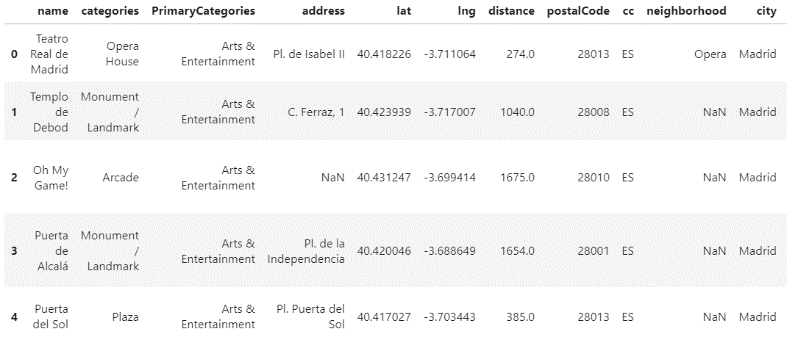 name categories PrimaryCategories address lat lng distance postalCode cc neighborhood city
0 Teatro Real de Madrid Opera House Arts & Entertainment Pl. de Isabel II 40.418226 -3.711064 274.0 28013 ES Opera Madrid
1 Templo de Debod Monument / Landmark Arts & Entertainment C. Ferraz, 1 40.423939 -3.717007 1040.0 28008 ES NaN Madrid
2 Oh My Game! Arcade Arts & Entertainment NaN 40.431247 -3.699414 1675.0 28010 ES NaN Madrid
3 Puerta de Alcalá Monument / Landmark Arts & Entertainment Pl. de la Independencia 40.420046 -3.688649 1654.0 28001 ES NaN Madrid
4 Puerta del Sol Plaza Arts & Entertainment Pl. Puerta del Sol 40.417027 -3.703443 385.0 28013 ES NaN Madrid